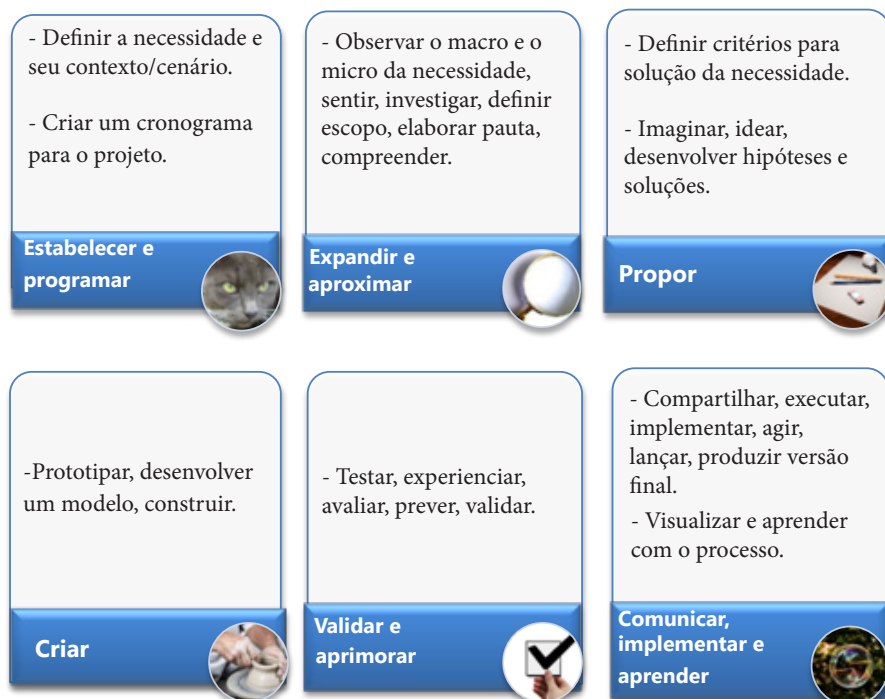 - Definir a necessidade e
seu contexto/cenário.
- Criar um cronograma
para o projeto.
Estabelecer e
programar
- Observar o macro e o
micro da necessidade,
sentir, investigar, definir
escopo, elaborar pauta,
compreender.
Expandir e
aproximar
- Definir critérios para
solução da necessidade.
- Imaginar, idear,
desenvolver hipóteses e
soluções.
Propor
-Prototipar, desenvolver
um modelo, construir.
Criar
- Testar, experienciar,
avaliar, prever, validar.
Validar e
aprimorar
- Compartilhar, executar,
implementar, agir,
lançar, produzir versão
final.
- Visualizar e aprender
com o processo.
Comunicar,
implementar e
aprender